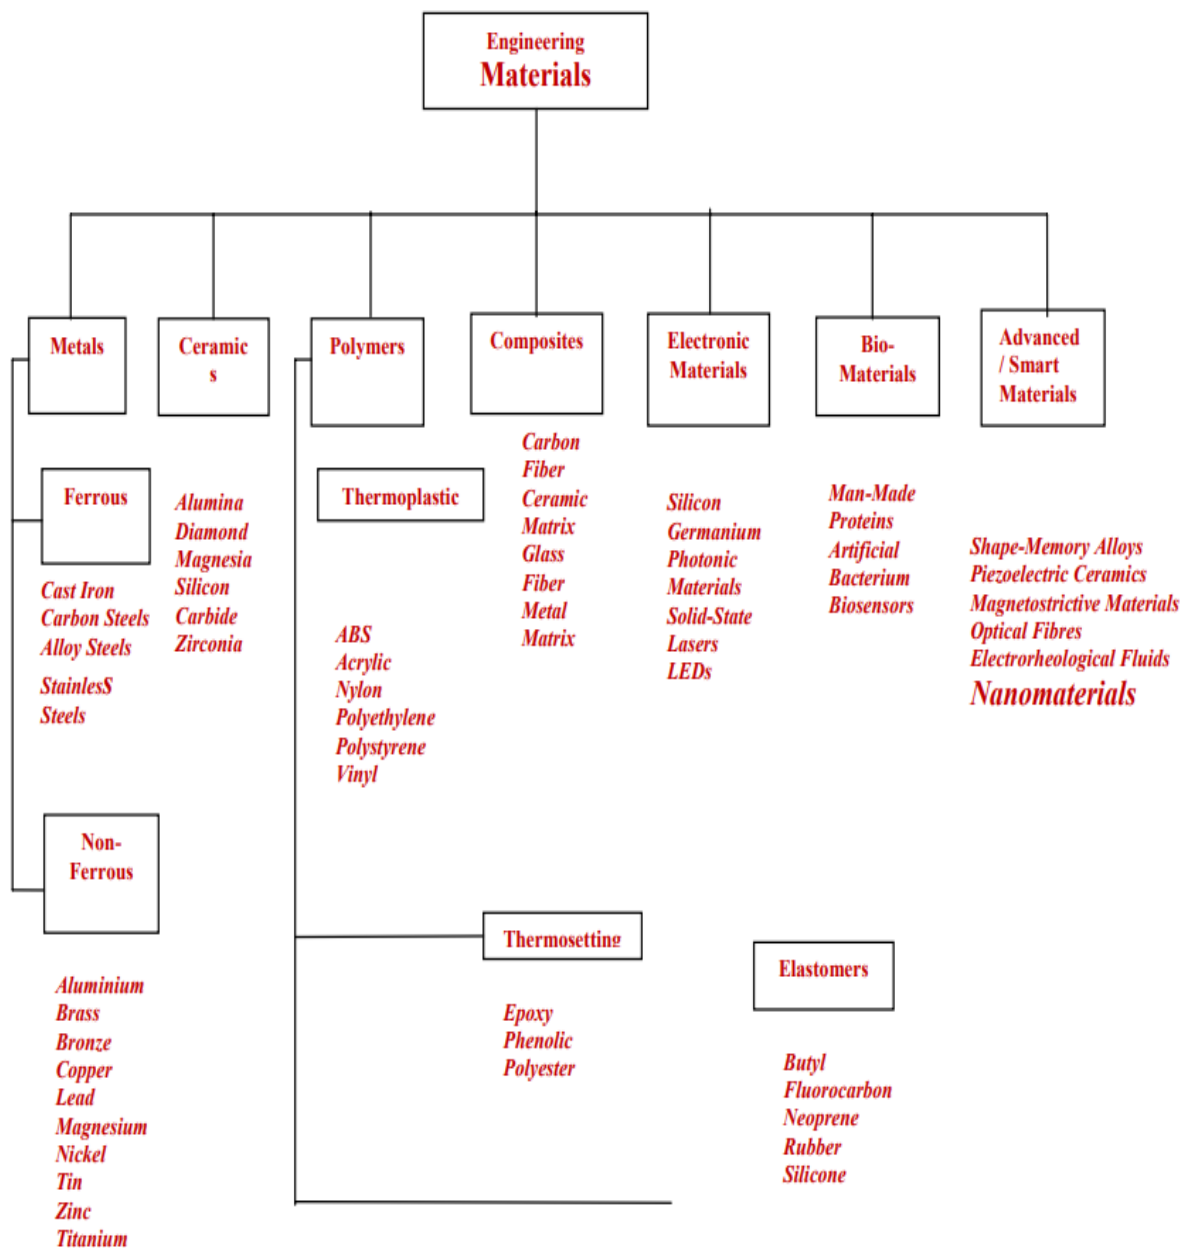 Engineering
Materials
Metals
Ceramic
s
Polymers
Composites
Electronic
Materials
Bio-
Materials
Advanced
/ Smart
Materials
Ferrous
Cast Iron
Carbon Steels
Alloy Steels
StainlesS
Steels
Non-
Ferrous
Aluminium
Brass
Bronze
Copper
Lead
Magnesium
Nickel
Tin
Zinc
Titanium
Alumina
Diamond
Magnesia
Silicon
Carbide
Zirconia
Thermoplastic
ABS
Acrylic
Nylon
Polyethylene
Polystyrene
Vinyl
Thermosetting
Epoxy
Phenolic
Polyester
Elastomers
Butyl
Fluorocarbon
Neoprene
Rubber
Silicone
Carbon
Fiber
Ceramic
Matrix
Glass
Fiber
Metal
Matrix
Silicon
Germanium
Photonic
Materials
Solid-State
Lasers
LEDs
Man-Made
Proteins
Artificial
Bacterium
Biosensors
Shape-Memory Alloys
Piezoelectric Ceramics
Magnetostrictive Materials
Optical Fibres
Electrorheological Fluids
Nanomaterials